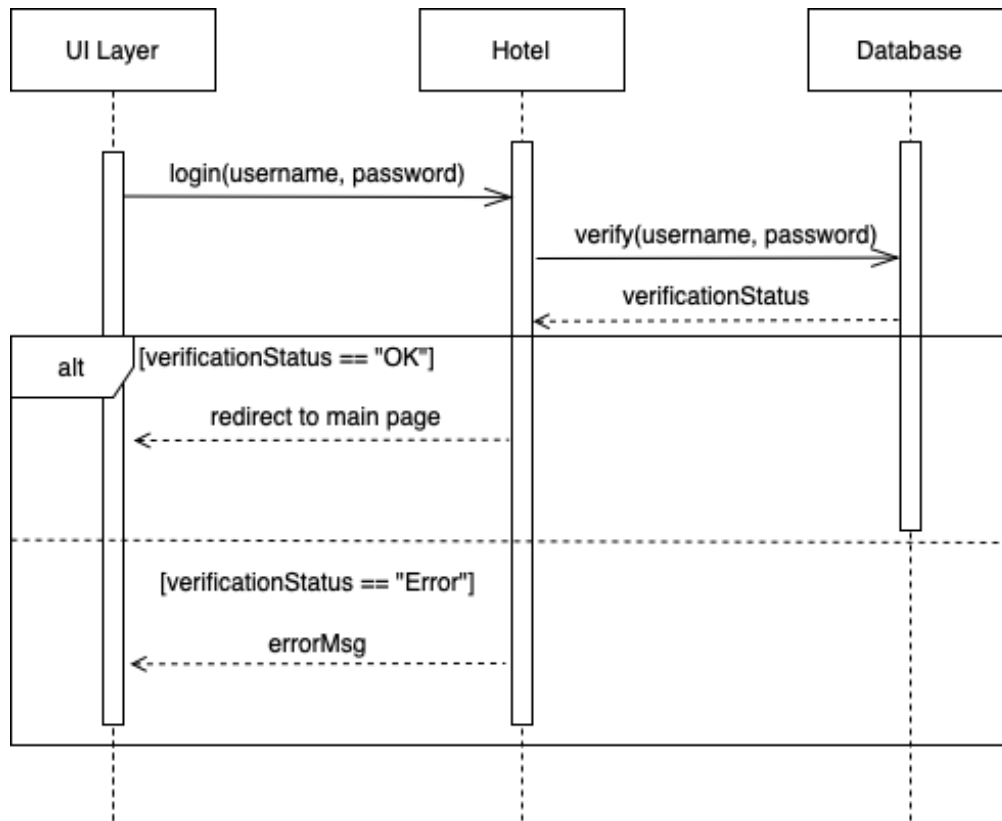 UI Layer
Hotel
Database
login(username, password)
verify(username, password)
verificationStatus
alt
[verificationStatus == "OK"]
redirect to main page
[verificationStatus == "Error"]
errorMsg